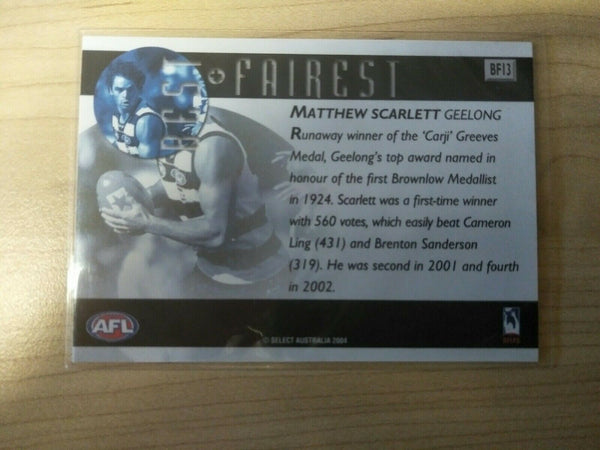 BEST + FAIREST
BF13
MATTHEW SCARLETT GEELONG
Runaway winner of the 'Carji' Greeves
Medal, Geelong's top award named in
honour of the first Brownlow Medallist
in 1924. Scarlett was a first-time winner
with 560 votes, which easily beat Cameron
Ling (431) and Brenton Sanderson
(319). He was second in 2001 and fourth
in 2002.
AFL
© SELECT AUSTRALIA 2004